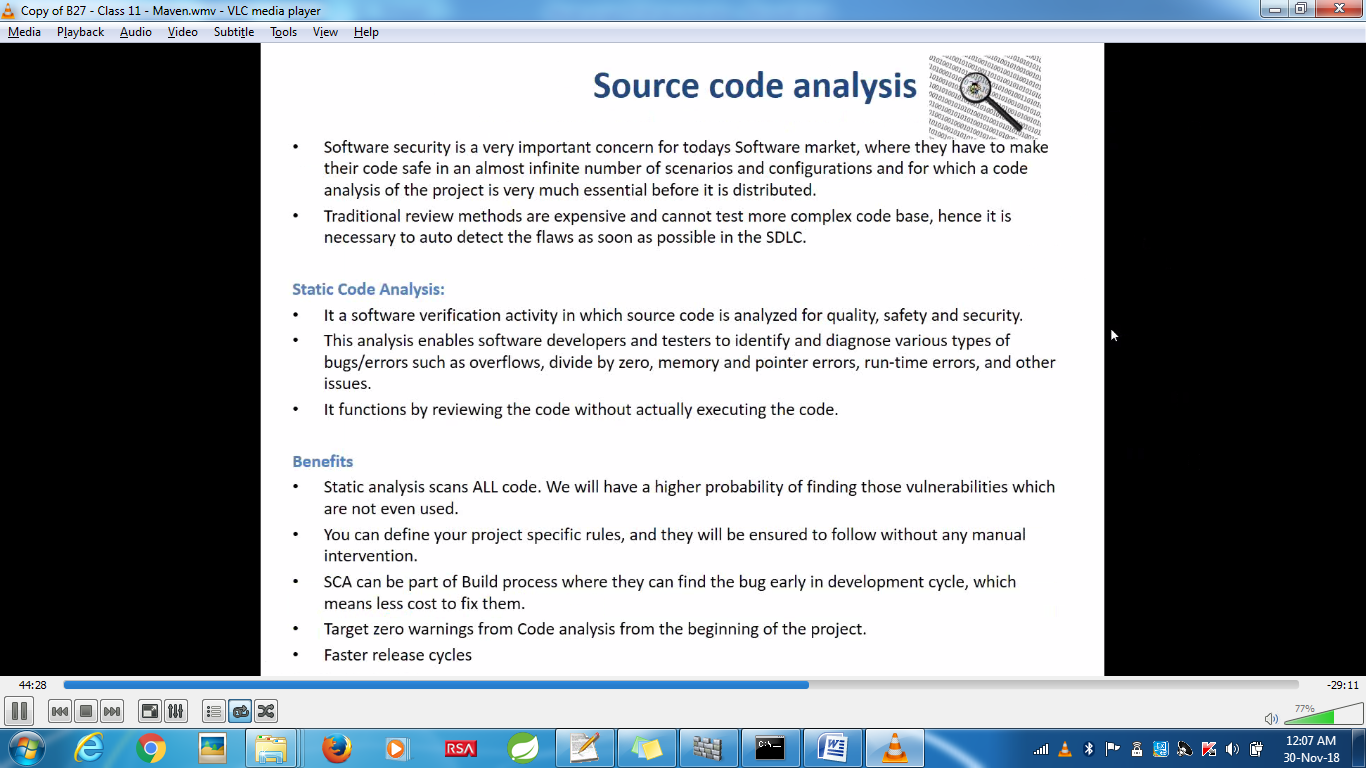 Copy of B27 - Class 11 - Maven.wmv - VLC media player
Media Playback Audio Video Subtitle Tools View Help
Source code analysis
• Software security is a very important concern for todays Software market, where they have to make
their code safe in an almost infinite number of scenarios and configurations and for which a code
analysis of the project is very much essential before it is distributed.
• Traditional review methods are expensive and cannot test more complex code base, hence it is
necessary to auto detect the flaws as soon as possible in the SDLC.
Static Code Analysis:
• It a software verification activity in which source code is analyzed for quality, safety and security.
• This analysis enables software developers and testers to identify and diagnose various types of
bugs/errors such as overflows, divide by zero, memory and pointer errors, run-time errors, and other
issues.
• It functions by reviewing the code without actually executing the code.
Benefits
• Static analysis scans ALL code. We will have a higher probability of finding those vulnerabilities which
are not even used.
• You can define your project specific rules, and they will be ensured to follow without any manual
intervention.
• SCA can be part of Build process where they can find the bug early in development cycle, which
means less cost to fix them.
• Target zero warnings from Code analysis from the beginning of the project.
• Faster release cycles
44:28 -29:11
77%
RSA
C:\
W
12:07 AM
30-Nov-18